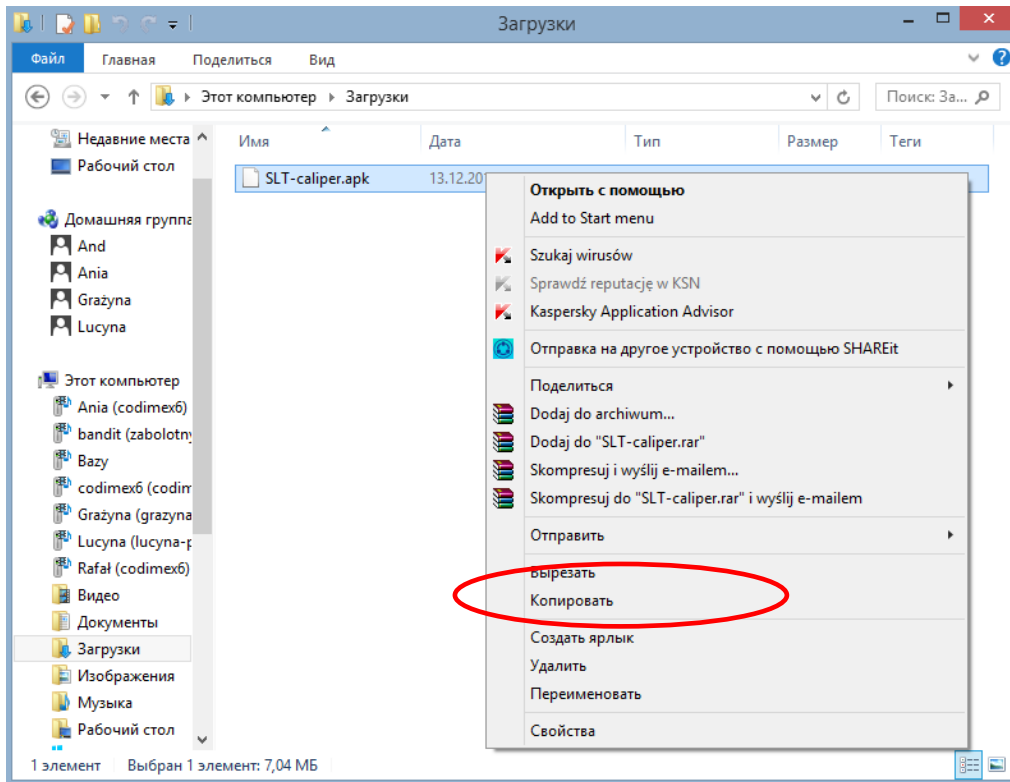 Загрузки
Файл Главная Поделиться Вид
Этот компьютер Загрузки Поиск: За...
Недавние места
Рабочий стол
Домашняя группа
And
Ania
Grażyna
Lucyna
Этот компьютер
Ania (codimex6)
bandit (zabolotny
Bazy
codimex6 (codim
Grażyna (grazyna
Lucyna (lucyna-p
Rafał (codimex6)
Видео
Документы
Загрузки
Изображения
Музыка
Рабочий стол
Имя Дата Тип Размер Теги
SLT-caliper.apk 13.12.20
Открыть с помощью
Add to Start menu
Szukaj wirusów
Sprawdź reputację w KSN
Kaspersky Application Advisor
Отправка на другое устройство с помощью SHAREit
Поделиться
Dodaj do archiwum...
Dodaj do "SLT-caliper.rar"
Skompresuj i wyślij e-mailem...
Skompresuj do "SLT-caliper.rar" i wyślij e-mailem
Отправить
Вырезать
Копировать
Создать ярлык
Удалить
Переименовать
Свойства
1 элемент Выбран 1 элемент: 7,04 МБ